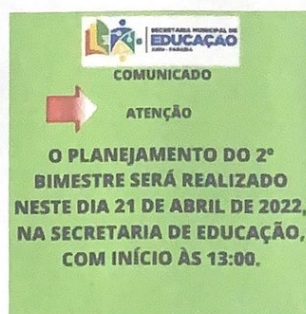 SECRETARIA MUNICIPAL DE
EDUCAÇÃO
COMUNICADO
ATENÇÃO
O PLANEJAMENTO DO 2º
BIMESTRE SERÁ REALIZADO
NESTE DIA 21 DE ABRIL DE 2022,
NA SECRETARIA DE EDUCAÇÃO,
COM INÍCIO ÀS 13:00.